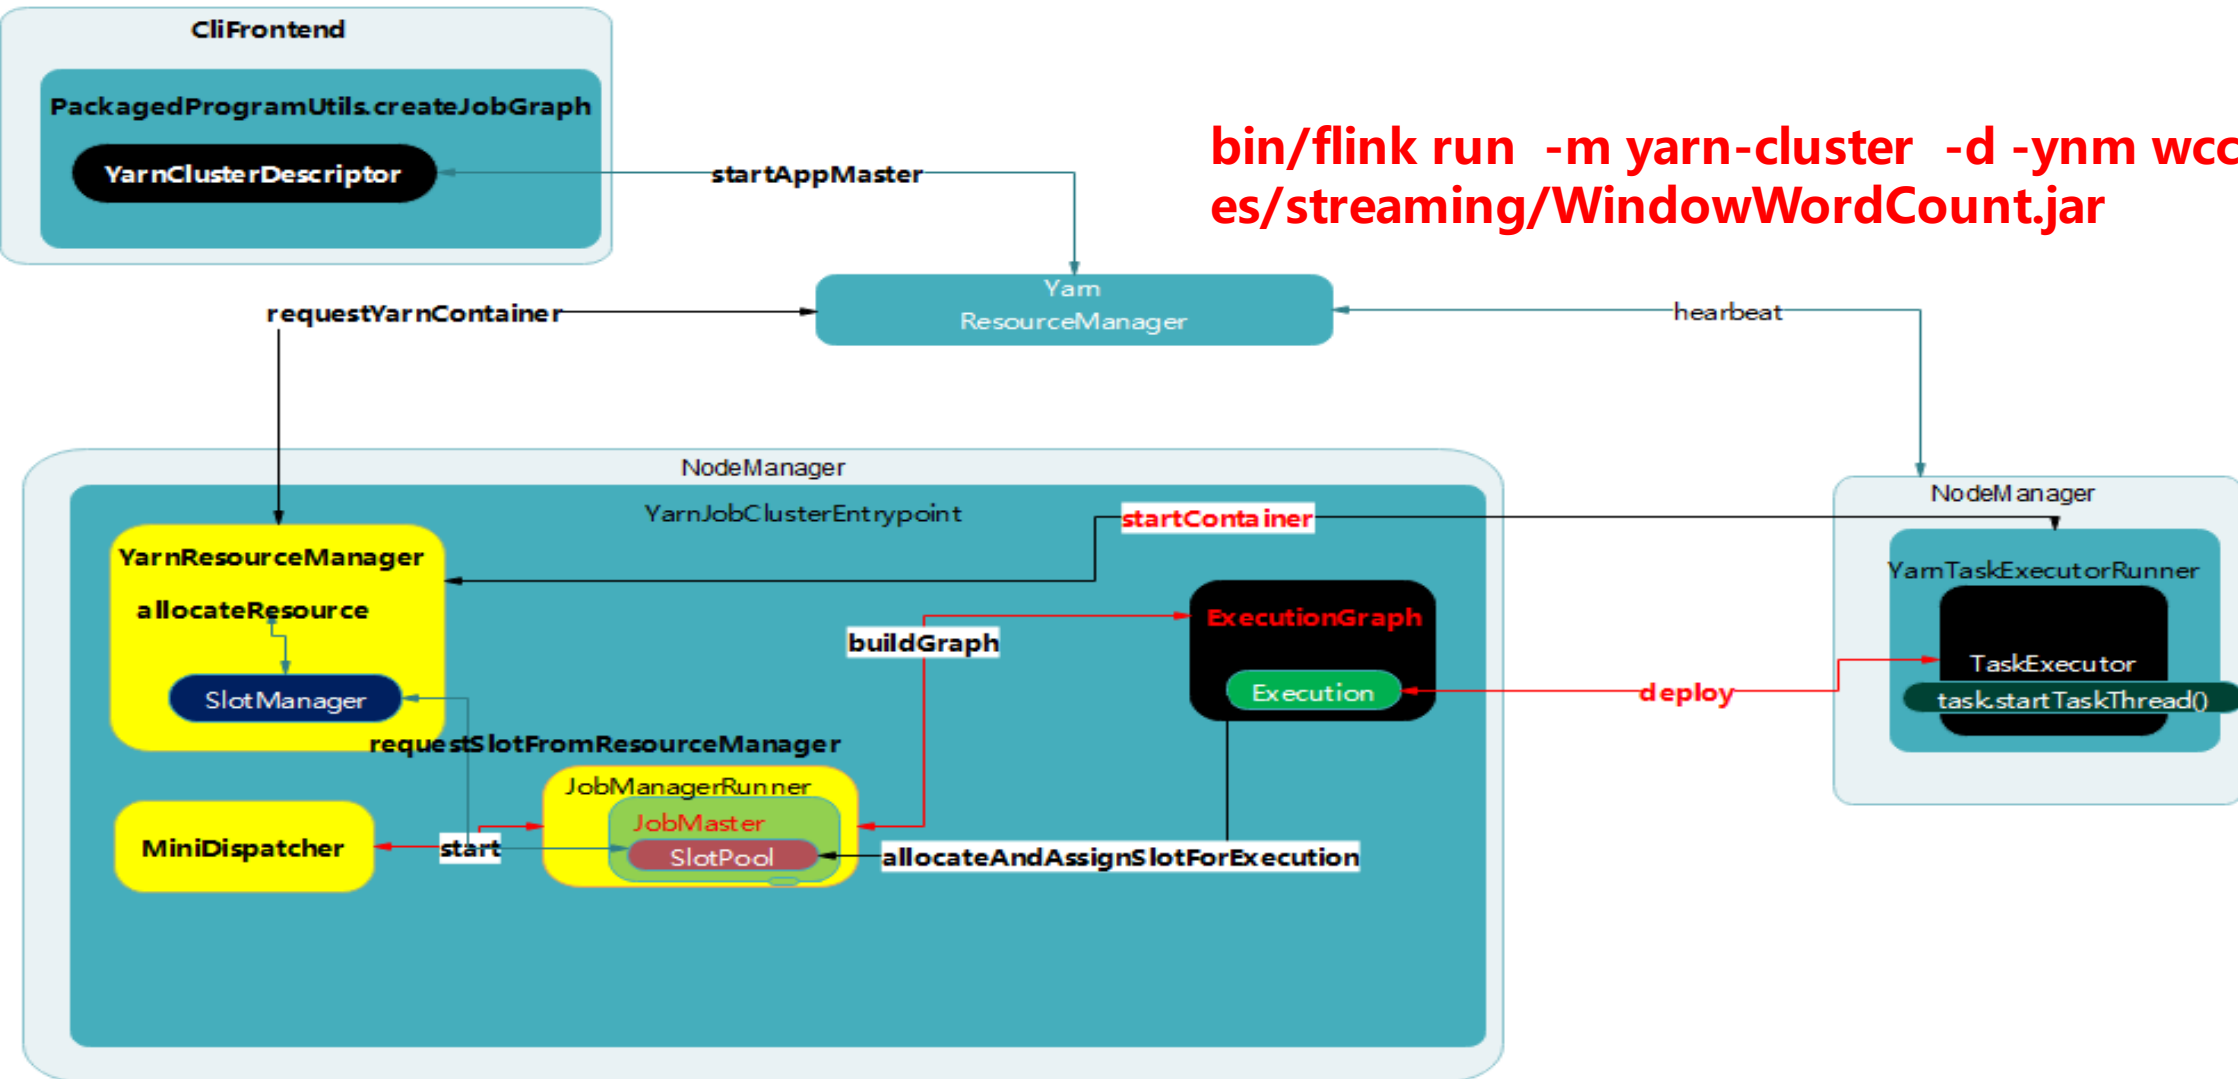 CliFrontend
PackagedProgramUtils.createJobGraph
YarnClusterDescriptor
startAppMaster
bin/flink run -m yarn-cluster -d -ynm wcc
es/streaming/WindowWordCount.jar
Yarn
ResourceManager
requestYarnContainer
hearbeat
NodeManager
YarnJobClusterEntrypoint
startContainer
NodeManager
YarnResourceManager
YarnTaskExecutorRunner
allocateResource
ExecutionGraph
buildGraph
TaskExecutor
SlotManager
Execution
deploy
task.startTaskThread()
requestSlotFromResourceManager
JobManagerRunner
JobMaster
MiniDispatcher
start
SlotPool
allocateAndAssignSlotForExecution